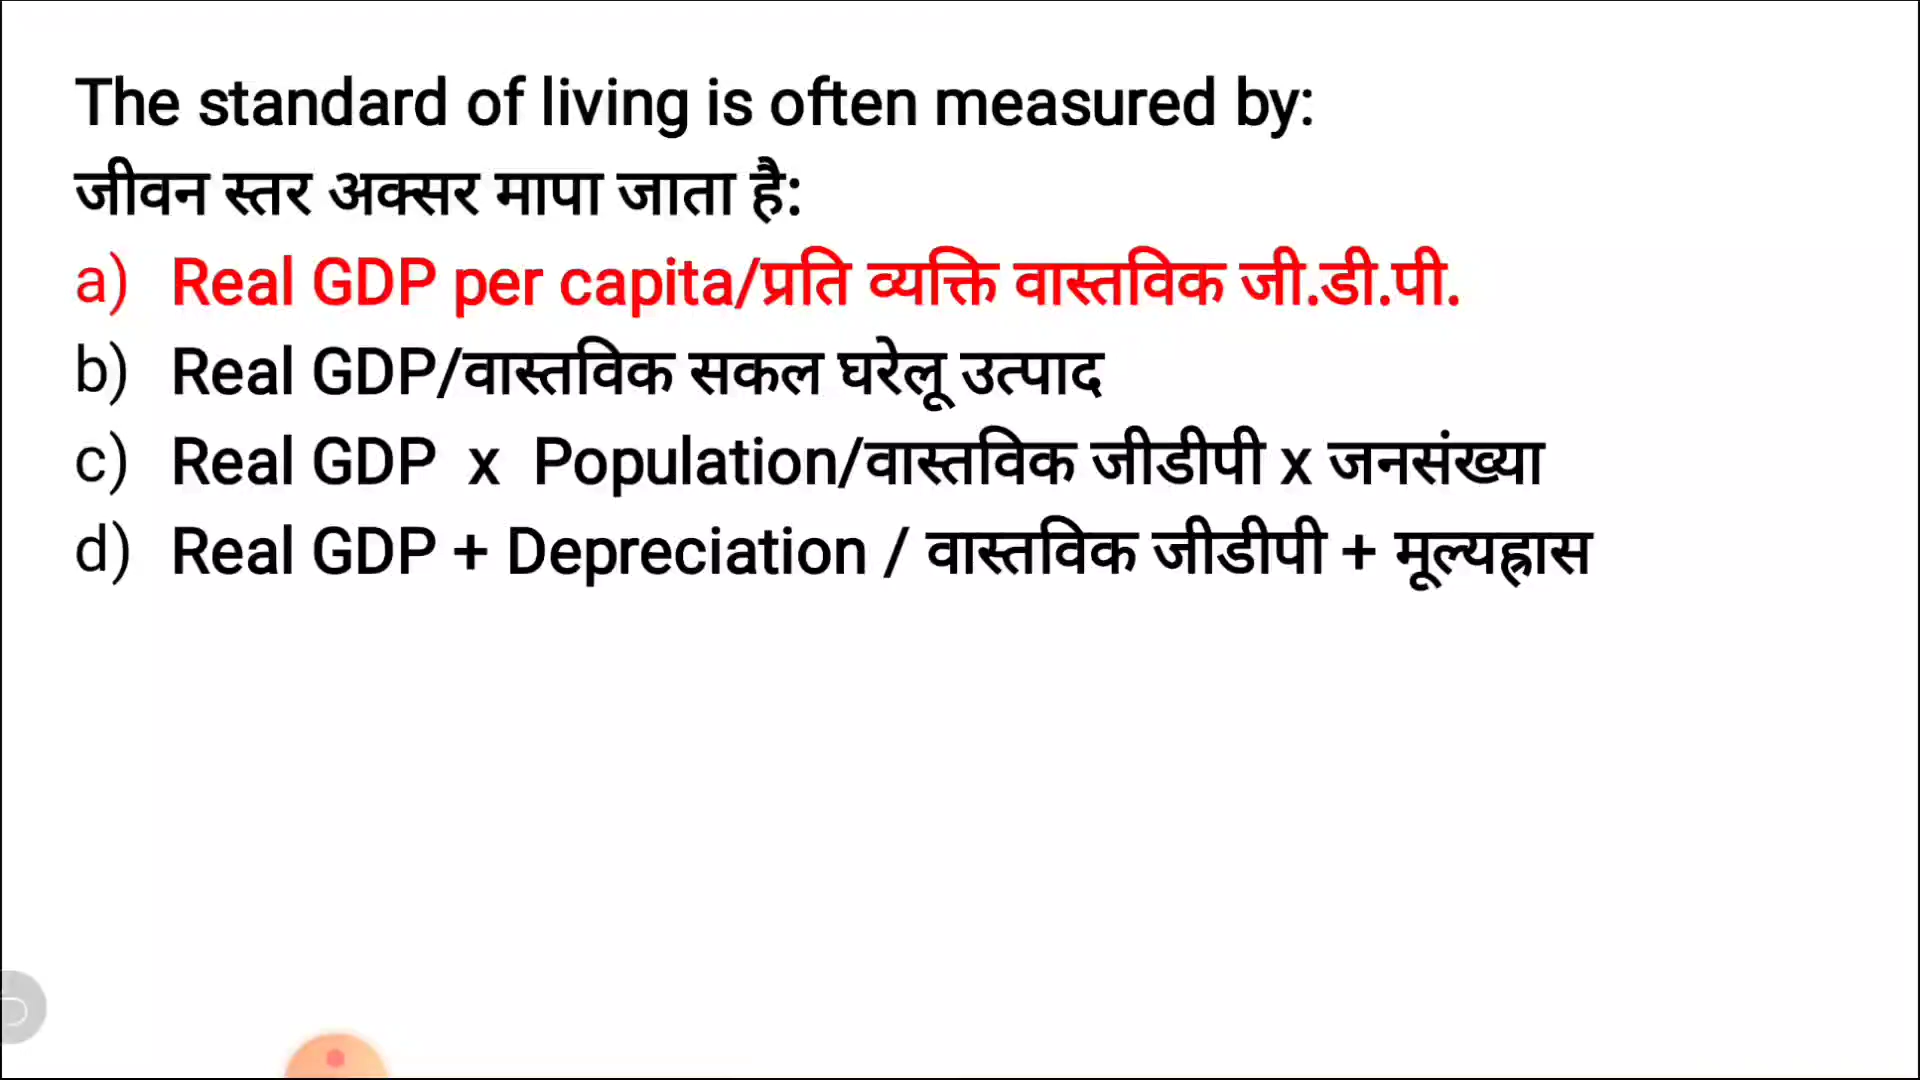 The standard of living is often measured by:
जीवन स्तर अक्सर मापा जाता है:
a) Real GDP per capita/प्रति व्यक्ति वास्तविक जी.डी.पी.
b) Real GDP/वास्तविक सकल घरेलू उत्पाद
c) Real GDP x Population/वास्तविक जीडीपी x जनसंख्या
d) Real GDP + Depreciation / वास्तविक जीडीपी + मूल्यह्रास